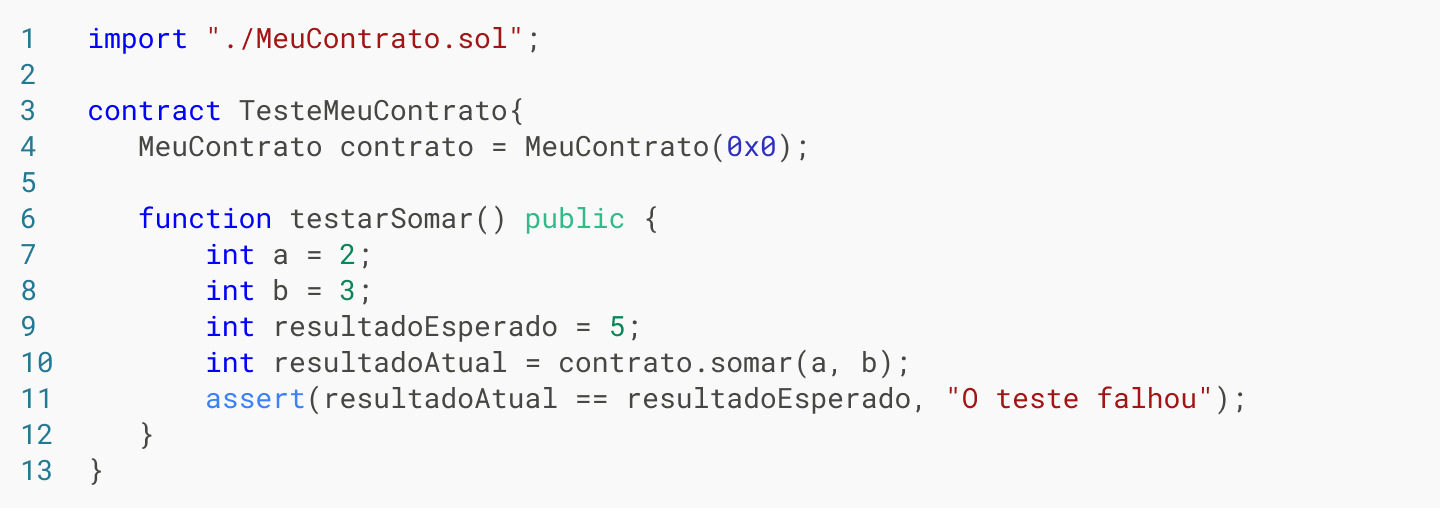 1 import "./MeuContrato.sol";
2
3 contract TesteMeuContrato{
4 MeuContrato contrato = MeuContrato(0x0);
5
6 function testarSomar() public {
7 int a = 2;
8 int b = 3;
9 int resultadoEsperado = 5;
10 int resultadoAtual = contrato.somar(a, b);
11 assert(resultadoAtual == resultadoEsperado, "O teste falhou");
12 }
13 }